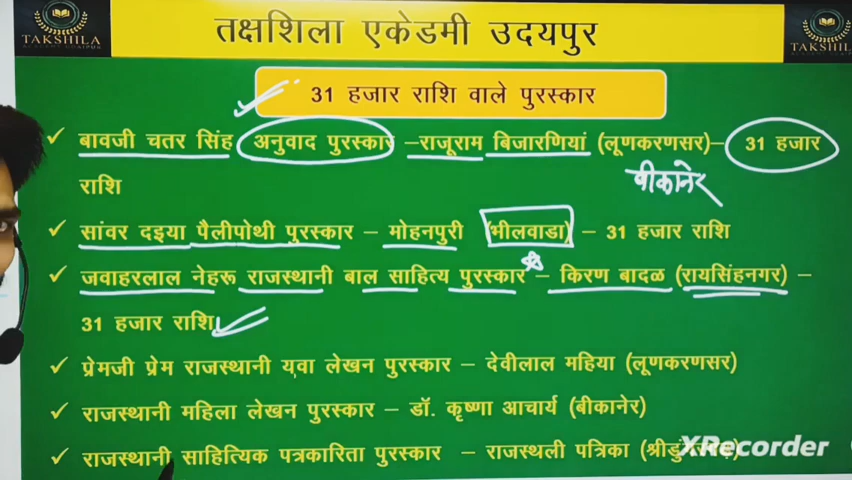 TAKSHILA
ACADEMY UDAIPUR
तक्षशिला एकेडमी उदयपुर
TAKSHILA
31 हजार राशि वाले पुरस्कार
बावजी चतर सिंह अनुवाद पुरस्कार –राजूराम बिजारणियां (लूणकरणसर)– 31 हजार
राशि
बीकानेर
सांवर दइया पैलीपोथी पुरस्कार – मोहनपुरी (भीलवाडा) – 31 हजार राशि
जवाहरलाल नेहरू राजस्थानी बाल साहित्य पुरस्कार – किरण बादळ (रायसिंहनगर) –
31 हजार राशि
प्रेमजी प्रेम राजस्थानी युवा लेखन पुरस्कार – देवीलाल महिया (लूणकरणसर)
राजस्थानी महिला लेखन पुरस्कार – डॉ. कृष्णा आचार्य (बीकानेर)
राजस्थानी साहित्यिक पत्रकारिता पुरस्कार – राजस्थली पत्रिका
XRecorder